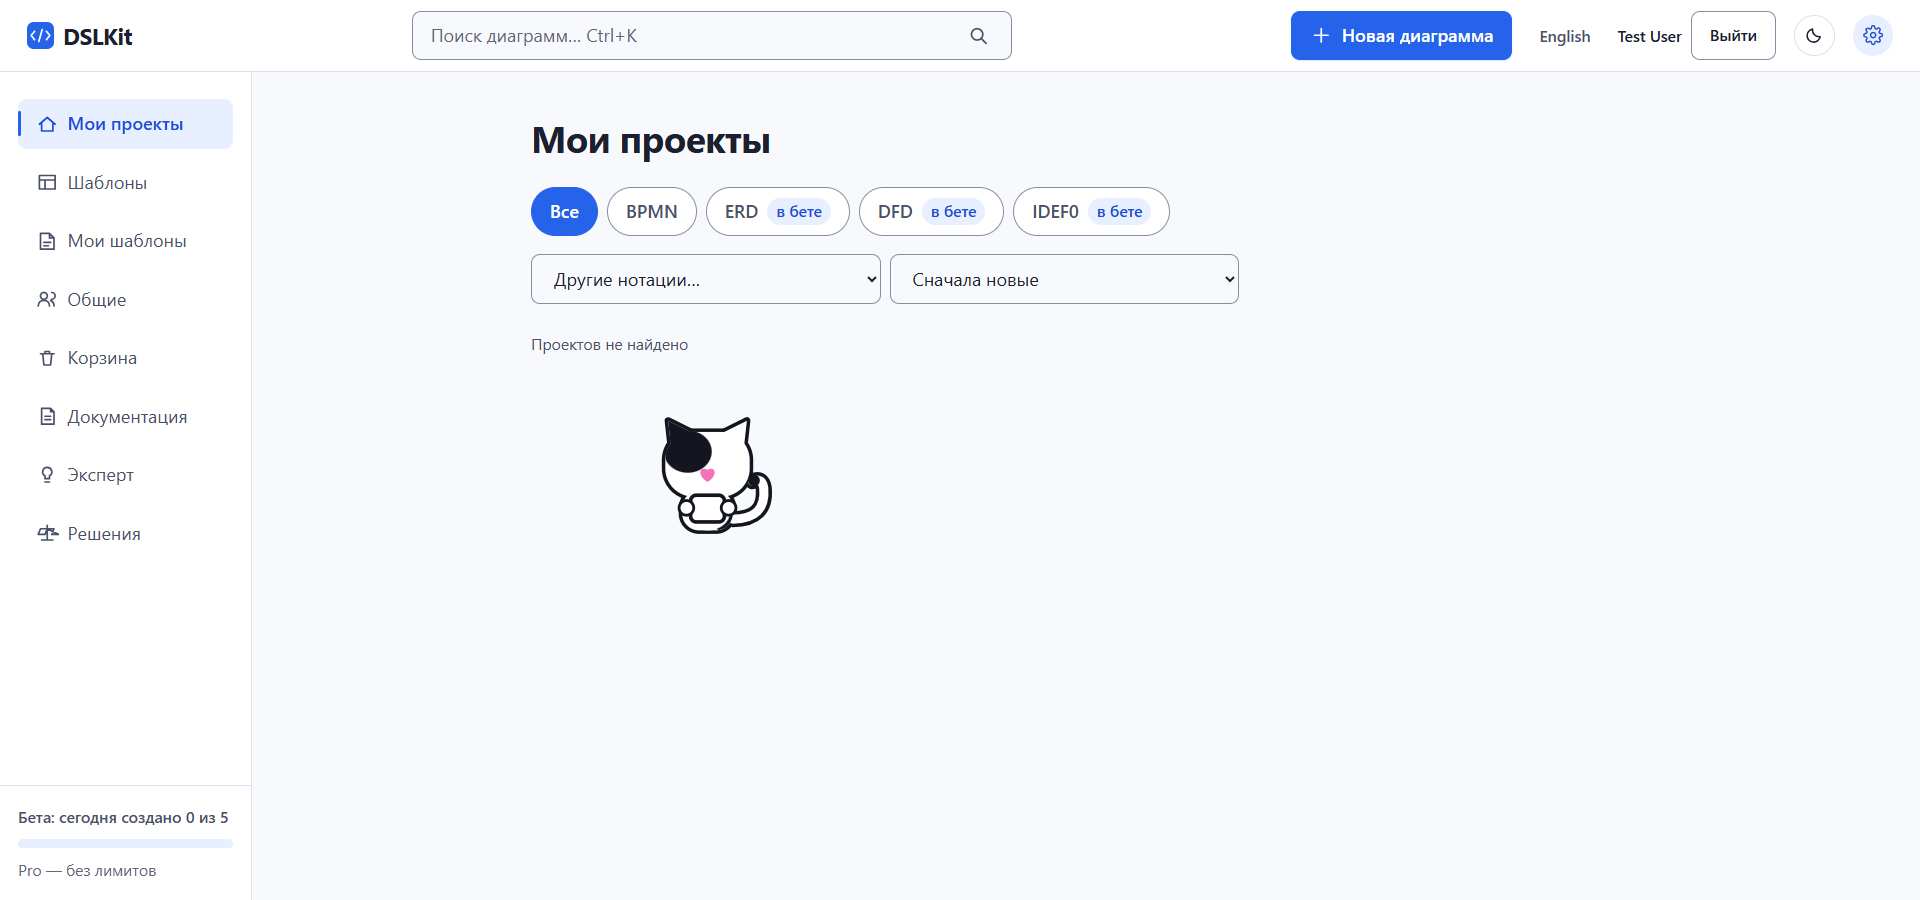 DSLKit
Поиск диаграмм... Ctrl+K
Новая диаграмма
English
Test User
Выйти
Мои проекты
Шаблоны
Мои шаблоны
Общие
Корзина
Документация
Эксперт
Решения
Бета: сегодня создано 0 из 5
Pro — без лимитов
Мои проекты
Все
BPMN
ERD в бете
DFD в бете
IDEF0 в бете
Другие нотации...
Сначала новые
Проектов не найдено